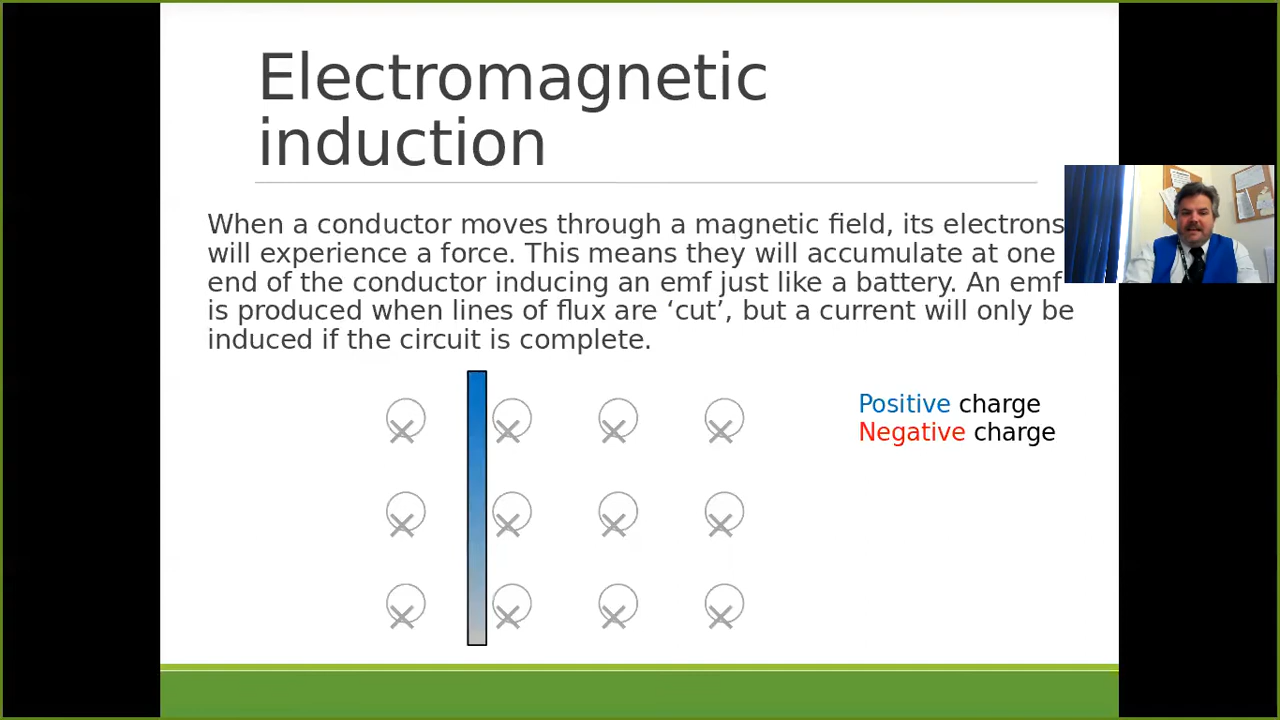 Electromagnetic
induction
When a conductor moves through a magnetic field, its electrons
will experience a force. This means they will accumulate at one
end of the conductor inducing an emf just like a battery. An emf
is produced when lines of flux are ‘cut’, but a current will only be
induced if the circuit is complete.
Positive charge
Negative charge